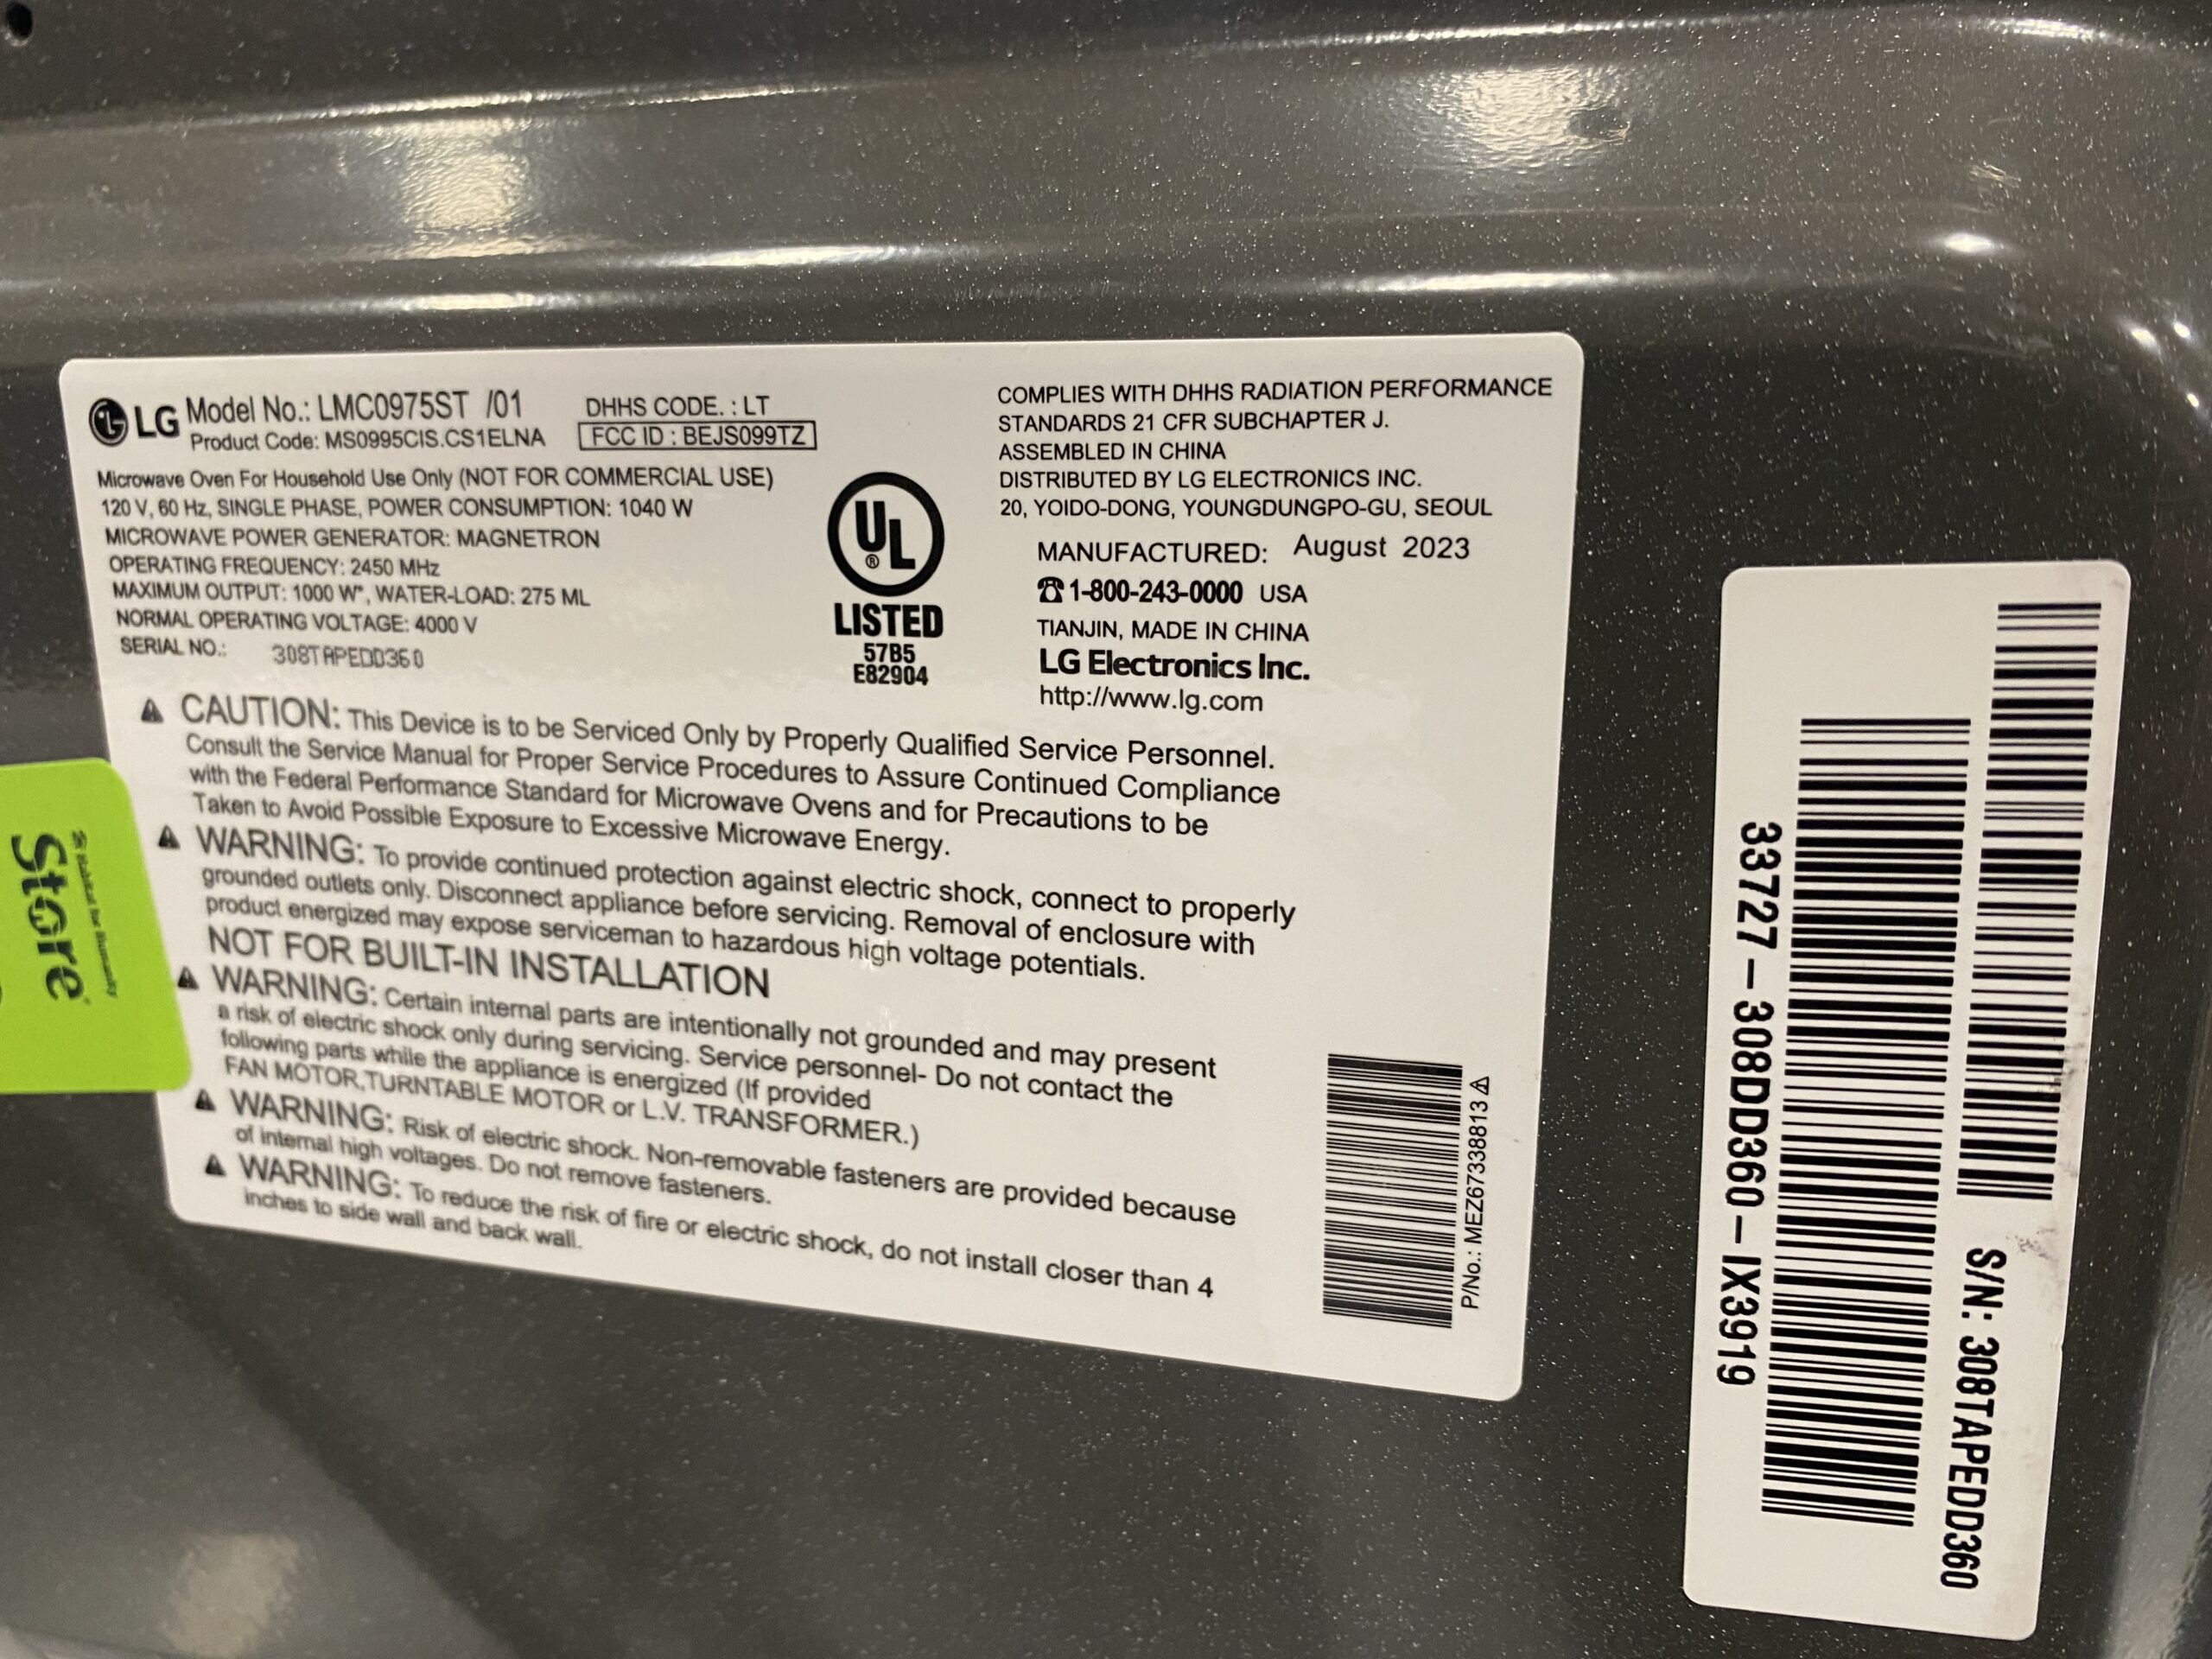 LG Model No.: LMC0975ST /01
Product Code: MS0995CIS.CS1ELNA
DHHS CODE. : LT
FCC ID : BEJS099TZ
Microwave Oven For Household Use Only (NOT FOR COMMERCIAL USE)
120 V, 60 Hz, SINGLE PHASE, POWER CONSUMPTION: 1040 W
MICROWAVE POWER GENERATOR: MAGNETRON
OPERATING FREQUENCY: 2450 MHz
MAXIMUM OUTPUT: 1000 W*, WATER-LOAD: 275 ML
NORMAL OPERATING VOLTAGE: 4000 V
SERIAL NO.: 308TAPEDD360
UL
®
LISTED
57B5
E82904
COMPLIES WITH DHHS RADIATION PERFORMANCE
STANDARDS 21 CFR SUBCHAPTER J.
ASSEMBLED IN CHINA
DISTRIBUTED BY LG ELECTRONICS INC.
20, YOIDO-DONG, YOUNGDUNGPO-GU, SEOUL
MANUFACTURED: August 2023
☎1-800-243-0000 USA
TIANJIN, MADE IN CHINA
LG Electronics Inc.
http://www.lg.com
⚠ CAUTION: This Device is to be Serviced Only by Properly Qualified Service Personnel.
Consult the Service Manual for Proper Service Procedures to Assure Continued Compliance
with the Federal Performance Standard for Microwave Ovens and for Precautions to be
Taken to Avoid Possible Exposure to Excessive Microwave Energy.
⚠ WARNING: To provide continued protection against electric shock, connect to properly
grounded outlets only. Disconnect appliance before servicing. Removal of enclosure with
product energized may expose serviceman to hazardous high voltage potentials.
NOT FOR BUILT-IN INSTALLATION
⚠ WARNING: Certain internal parts are intentionally not grounded and may present
a risk of electric shock only during servicing. Service personnel- Do not contact the
following parts while the appliance is energized (If provided
FAN MOTOR,TURNTABLE MOTOR or L.V. TRANSFORMER.)
⚠ WARNING: Risk of electric shock. Non-removable fasteners are provided because
of internal high voltages. Do not remove fasteners.
⚠ WARNING: To reduce the risk of fire or electric shock, do not install closer than 4
inches to side wall and back wall.
P/No.: MEZ67338813 ⚠
S/N: 308TAPEDD360
33727-308DD360-IX3919
Habitat for Humanity
Store